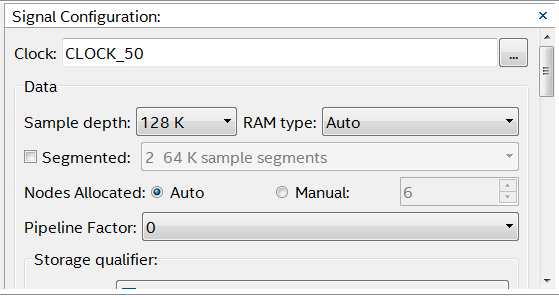 Signal Configuration:
Clock: CLOCK_50 ...
Data
Sample depth: 128 K RAM type: Auto
Segmented: 2 64 K sample segments
Nodes Allocated: Auto Manual: 6
Pipeline Factor: 0
Storage qualifier: